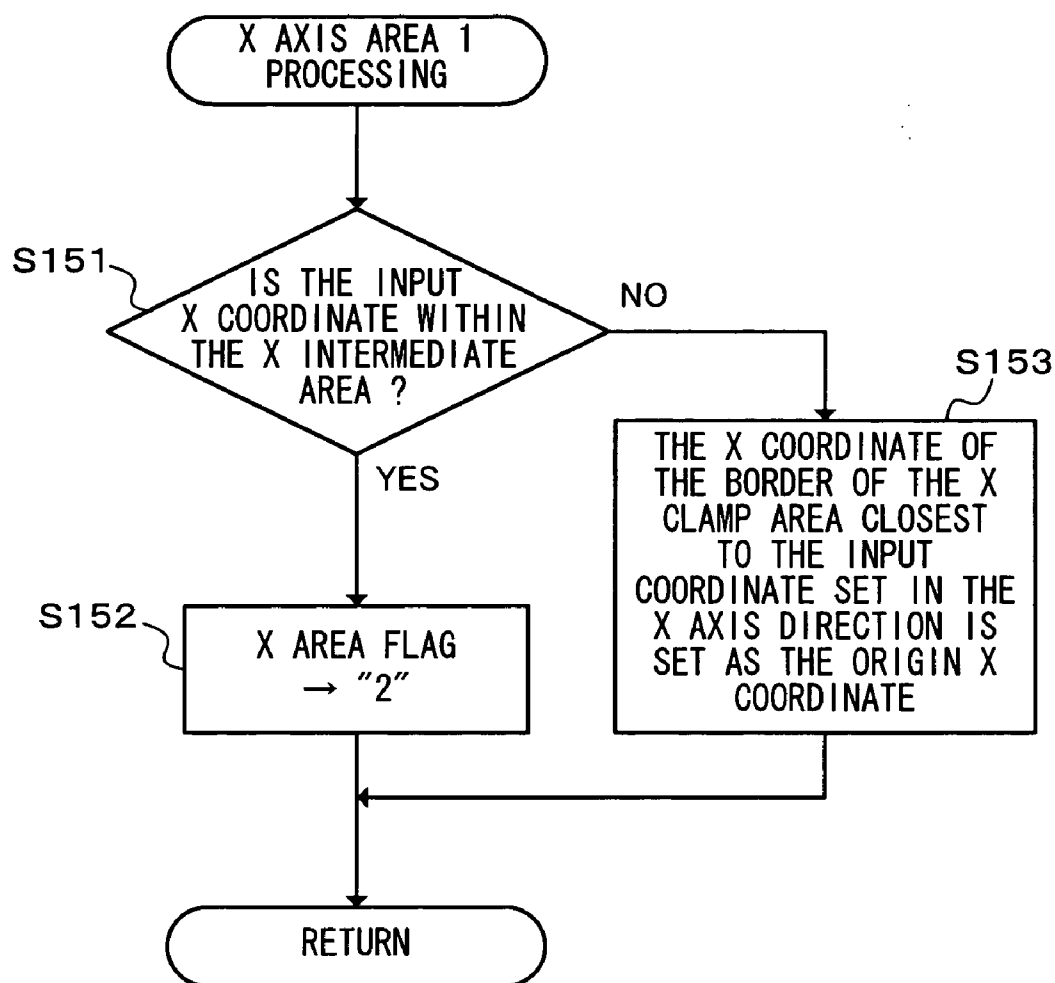 X AXIS AREA 1
PROCESSING
S151
IS THE INPUT
X COORDINATE WITHIN
THE X INTERMEDIATE
AREA ?
NO
YES
S153
THE X COORDINATE OF
THE BORDER OF THE X
CLAMP AREA CLOSEST
TO THE INPUT
COORDINATE SET IN THE
X AXIS DIRECTION IS
SET AS THE ORIGIN X
COORDINATE
S152
X AREA FLAG
→ "2"
RETURN